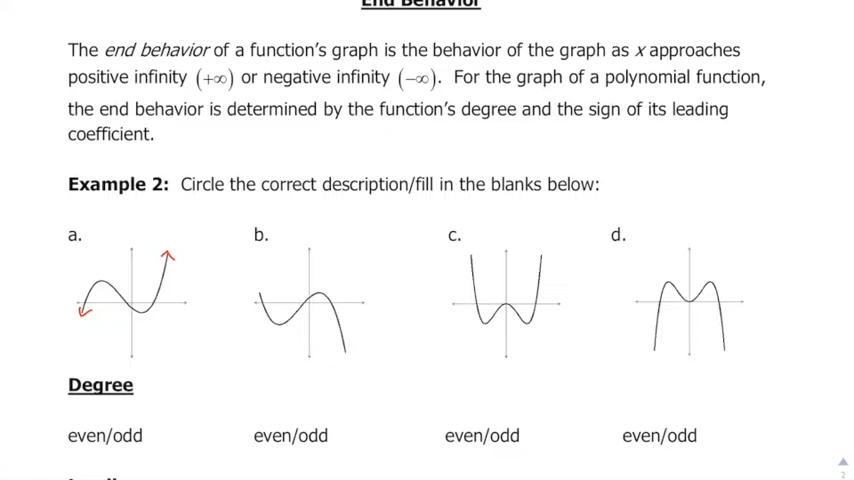 End Behavior
The end behavior of a function's graph is the behavior of the graph as x approaches
positive infinity (+∞) or negative infinity (−∞). For the graph of a polynomial function,
the end behavior is determined by the function's degree and the sign of its leading
coefficient.
Example 2: Circle the correct description/fill in the blanks below:
a. b. c. d.
Degree
even/odd even/odd even/odd even/odd
2